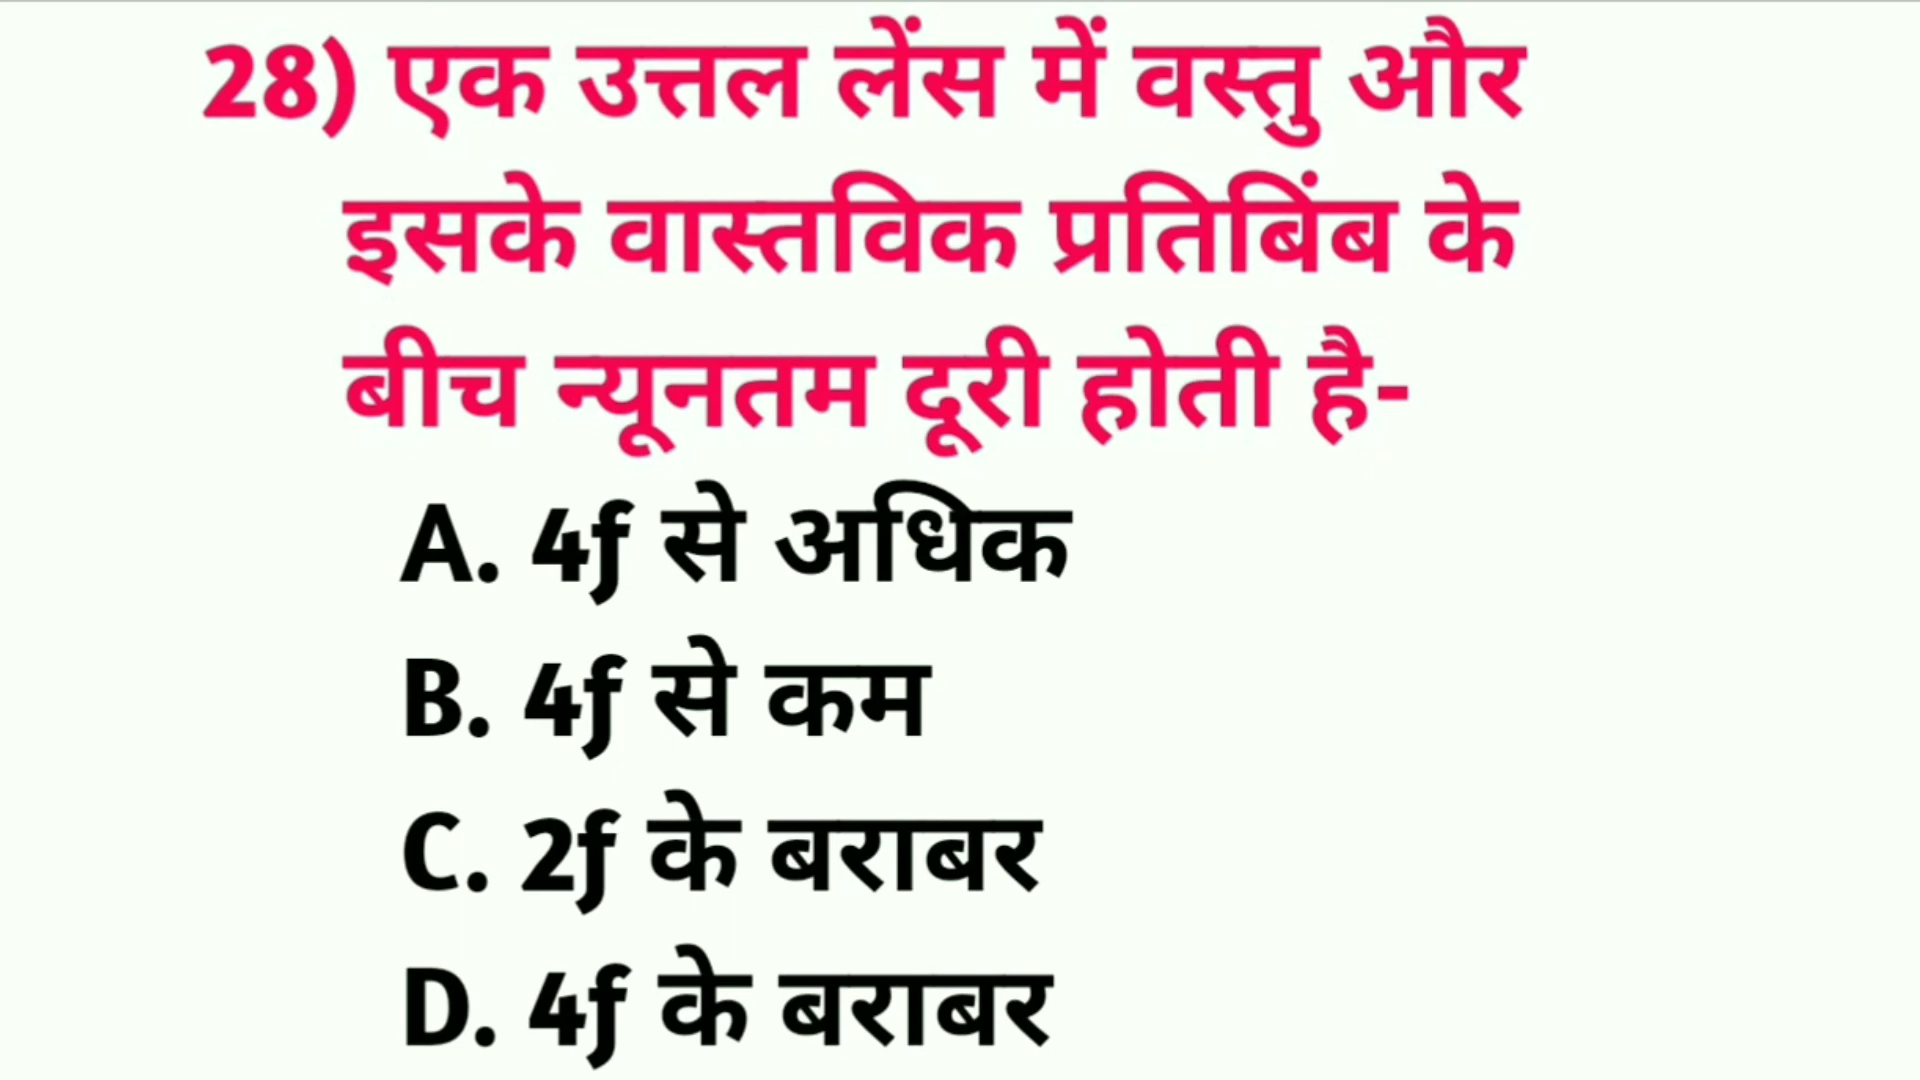 28) एक उत्तल लेंस में वस्तु और
इसके वास्तविक प्रतिबिंब के
बीच न्यूनतम दूरी होती है-
A. 4f से अधिक
B. 4f से कम
C. 2f के बराबर
D. 4f के बराबर